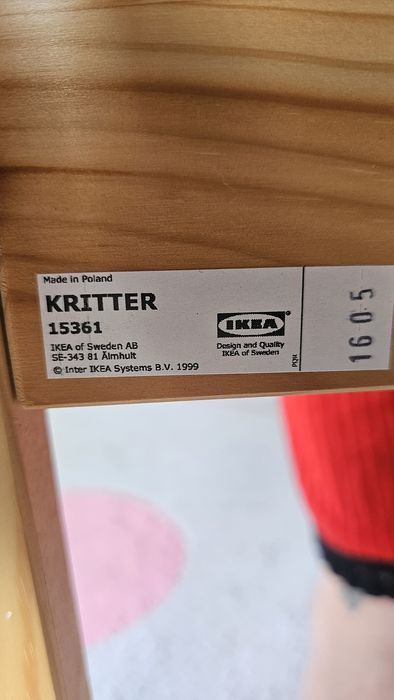 Made in Poland
KRITTER
15361
IKEA of Sweden AB
SE-343 81 Älmhult
© Inter IKEA Systems B.V. 1999
IKEA®
Design and Quality
IKEA of Sweden
PQR
1605